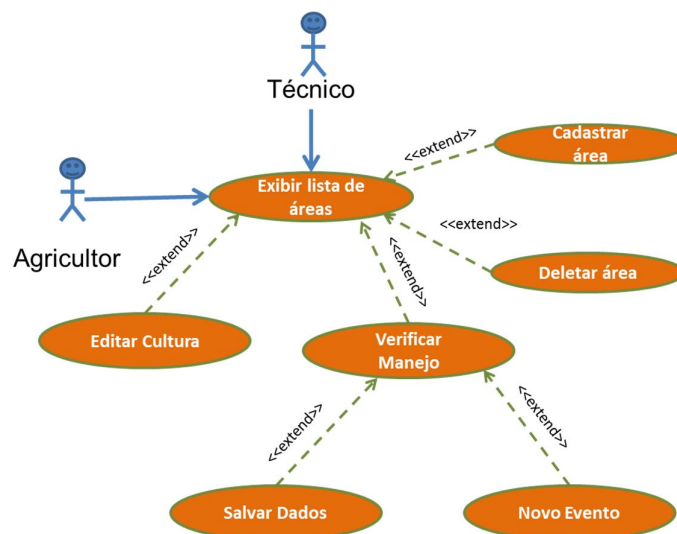 Técnico
Cadastrar
área
<<extend>>
Exibir lista de
áreas
Agricultor
<<extend>>
<<extend>>
<<extend>>
Deletar área
Editar Cultura
Verificar
Manejo
<<extend>>
<<extend>>
Salvar Dados
Novo Evento